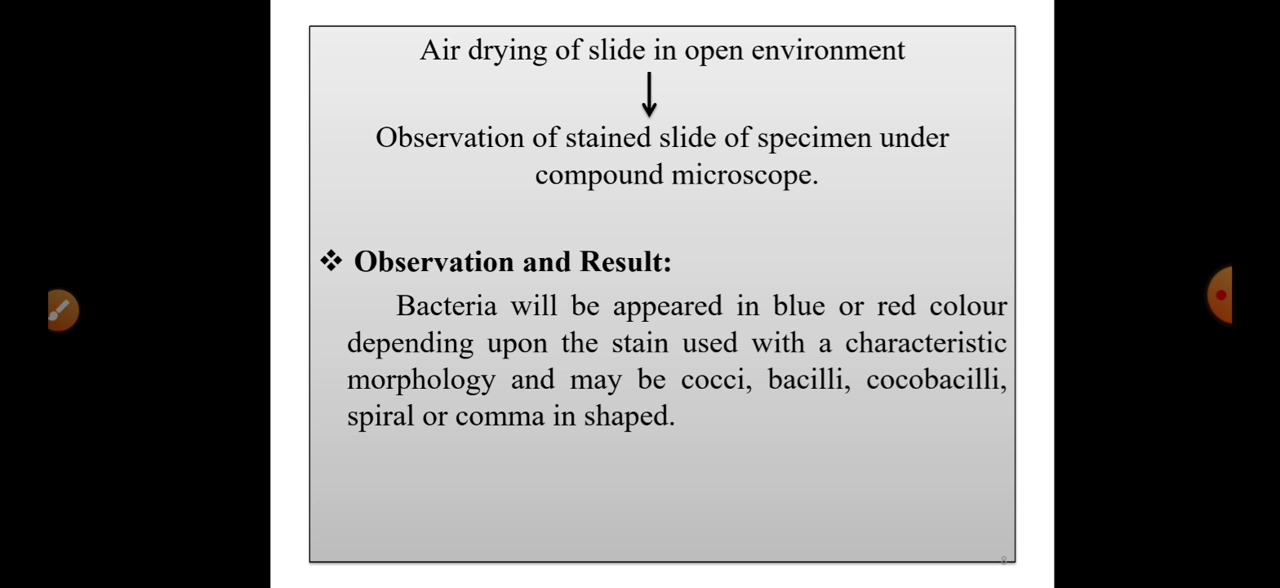 Air drying of slide in open environment
Observation of stained slide of specimen under
compound microscope.
❖ Observation and Result:
Bacteria will be appeared in blue or red colour
depending upon the stain used with a characteristic
morphology and may be cocci, bacilli, cocobacilli,
spiral or comma in shaped.